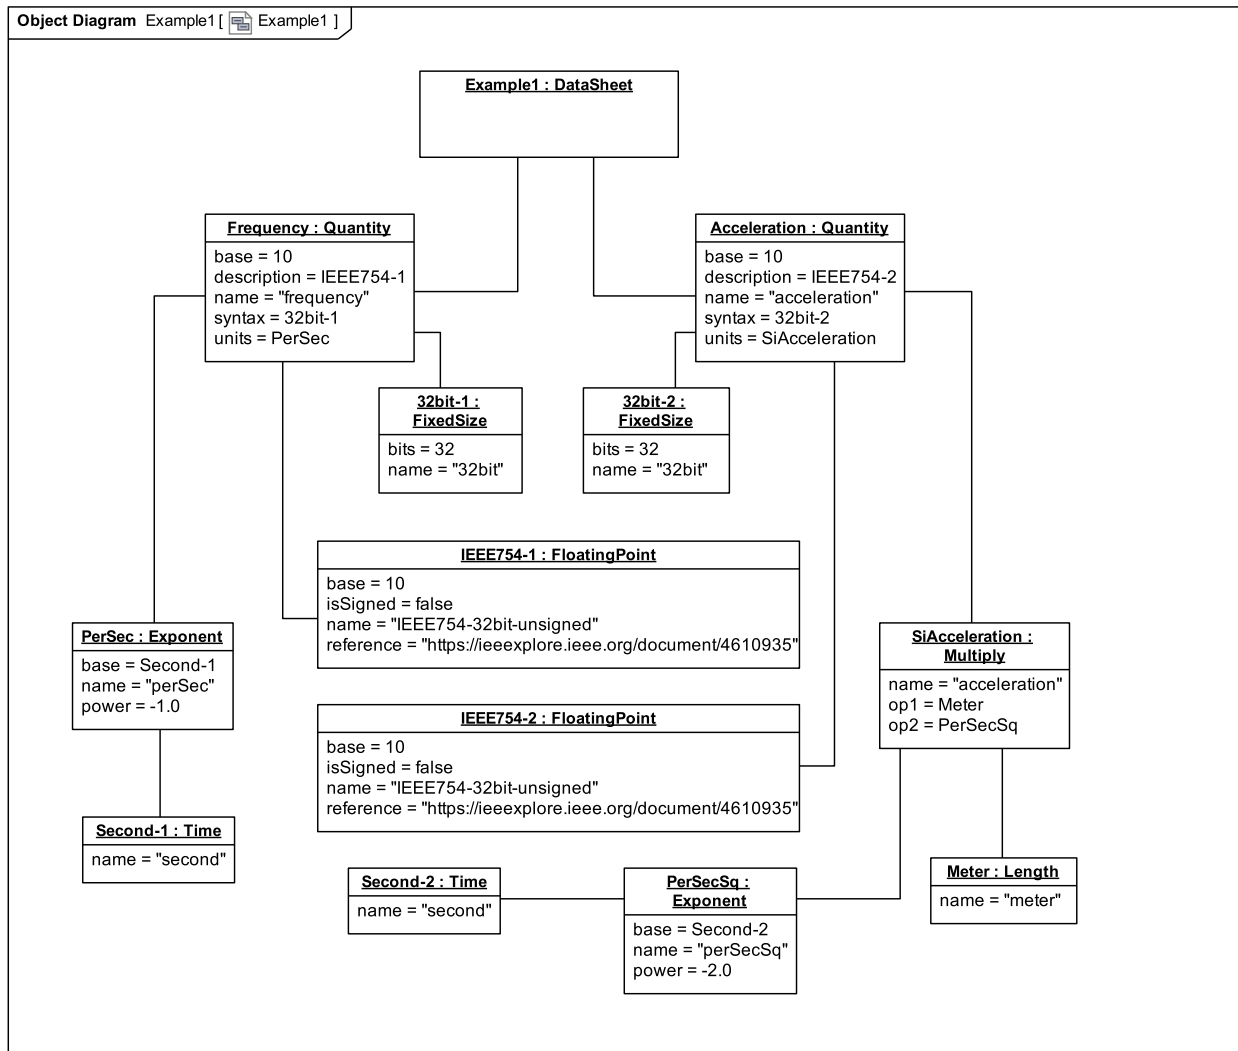 Object Diagram Example1 [ Example1 ]
Example1 : DataSheet
Frequency : Quantity
base = 10
description = IEEE754-1
name = "frequency"
syntax = 32bit-1
units = PerSec
Acceleration : Quantity
base = 10
description = IEEE754-2
name = "acceleration"
syntax = 32bit-2
units = SiAcceleration
32bit-1 :
FixedSize
bits = 32
name = "32bit"
32bit-2 :
FixedSize
bits = 32
name = "32bit"
IEEE754-1 : FloatingPoint
base = 10
isSigned = false
name = "IEEE754-32bit-unsigned"
reference = "https://ieeexplore.ieee.org/document/4610935"
PerSec : Exponent
base = Second-1
name = "perSec"
power = -1.0
SiAcceleration :
Multiply
name = "acceleration"
op1 = Meter
op2 = PerSecSq
IEEE754-2 : FloatingPoint
base = 10
isSigned = false
name = "IEEE754-32bit-unsigned"
reference = "https://ieeexplore.ieee.org/document/4610935"
Second-1 : Time
name = "second"
Second-2 : Time
name = "second"
PerSecSq :
Exponent
base = Second-2
name = "perSecSq"
power = -2.0
Meter : Length
name = "meter"